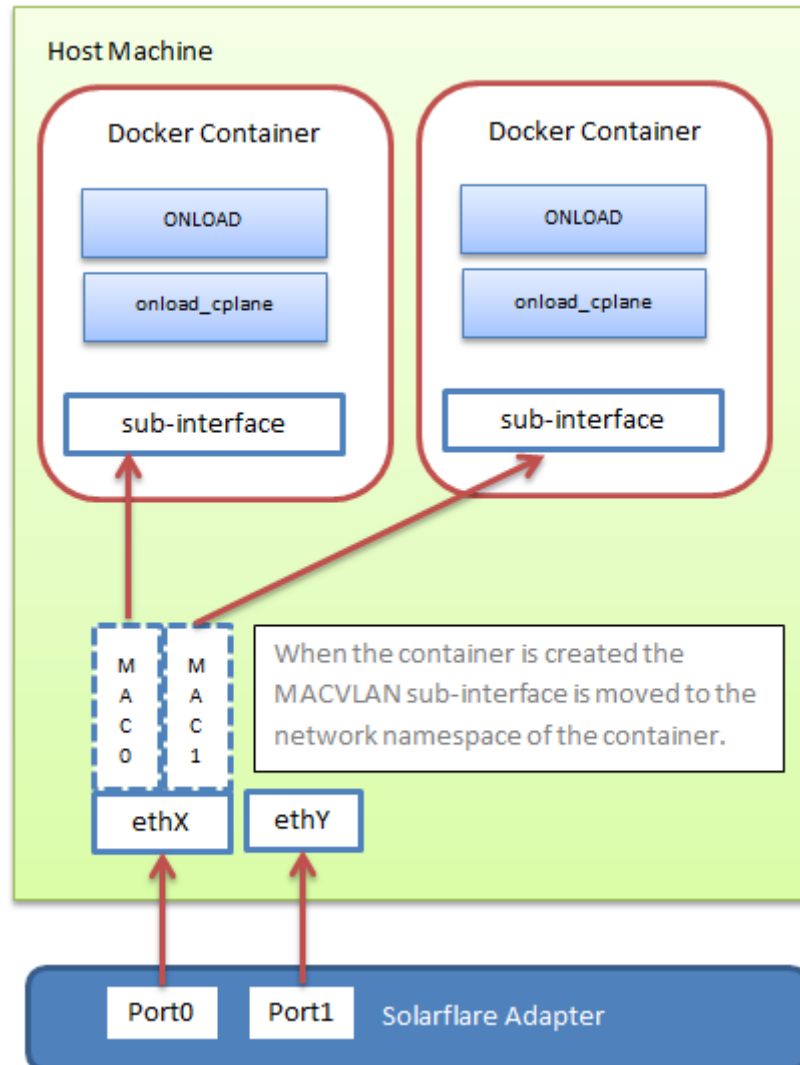 Host Machine
Docker Container
ONLOAD
onload_cplane
sub-interface
Docker Container
ONLOAD
onload_cplane
sub-interface
MAC0
MAC1
When the container is created the
MACVLAN sub-interface is moved to the
network namespace of the container.
ethX
ethY
Port0
Port1
Solarflare Adapter